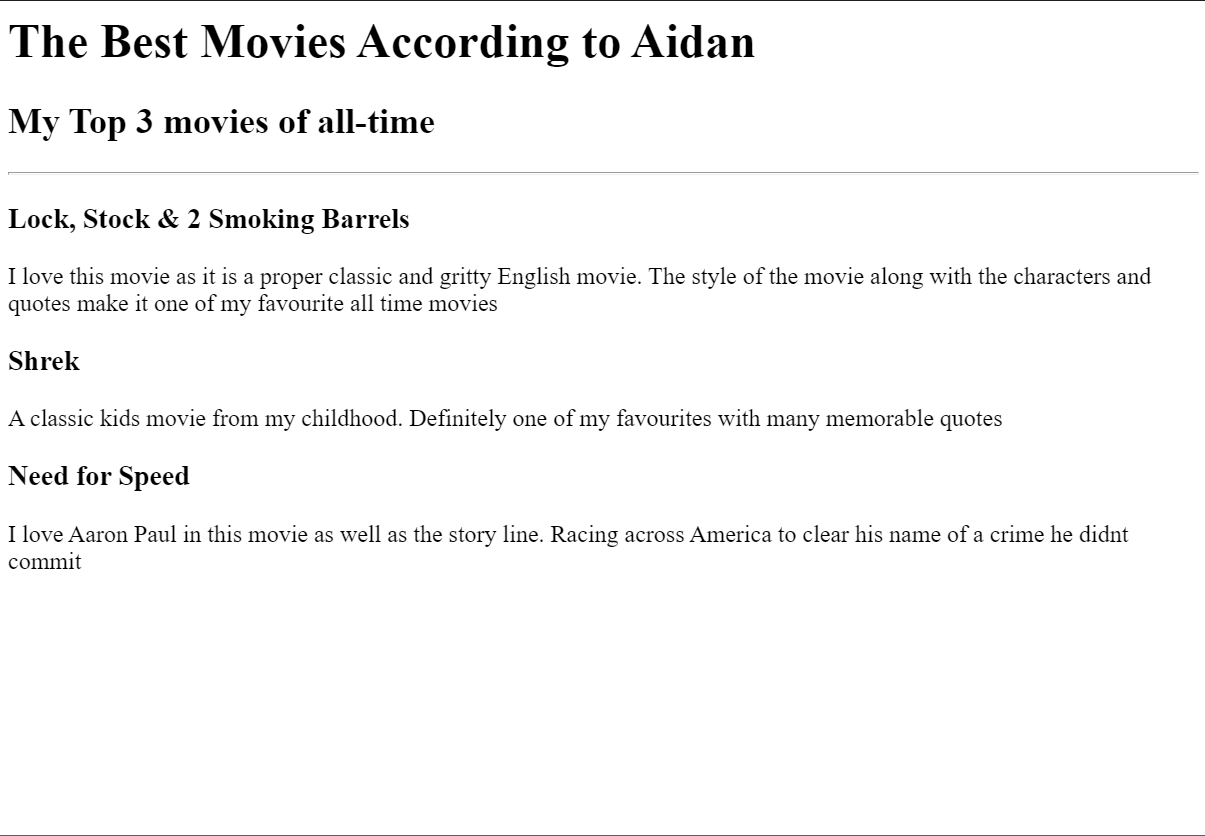 The Best Movies According to Aidan
My Top 3 movies of all-time
Lock, Stock & 2 Smoking Barrels
I love this movie as it is a proper classic and gritty English movie. The style of the movie along with the characters and
quotes make it one of my favourite all time movies
Shrek
A classic kids movie from my childhood. Definitely one of my favourites with many memorable quotes
Need for Speed
I love Aaron Paul in this movie as well as the story line. Racing across America to clear his name of a crime he didnt
commit